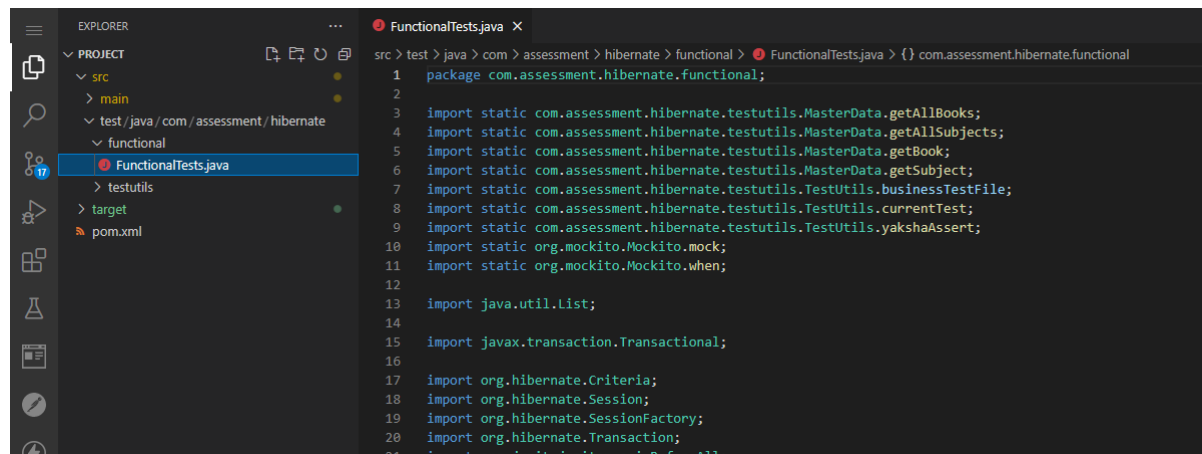 EXPLORER
PROJECT
src
main
test/java/com/assessment/hibernate
functional
FunctionalTests.java
testutils
target
pom.xml
17
FunctionalTests.java
src > test > java > com > assessment > hibernate > functional > FunctionalTests.java > {} com.assessment.hibernate.functional
1 package com.assessment.hibernate.functional;
2
3 import static com.assessment.hibernate.testutils.MasterData.getAllBooks;
4 import static com.assessment.hibernate.testutils.MasterData.getAllSubjects;
5 import static com.assessment.hibernate.testutils.MasterData.getBook;
6 import static com.assessment.hibernate.testutils.MasterData.getSubject;
7 import static com.assessment.hibernate.testutils.TestUtils.businessTestFile;
8 import static com.assessment.hibernate.testutils.TestUtils.currentTest;
9 import static com.assessment.hibernate.testutils.TestUtils.yakshaAssert;
10 import static org.mockito.Mockito.mock;
11 import static org.mockito.Mockito.when;
12
13 import java.util.List;
14
15 import javax.transaction.Transactional;
16
17 import org.hibernate.Criteria;
18 import org.hibernate.Session;
19 import org.hibernate.SessionFactory;
20 import org.hibernate.Transaction;